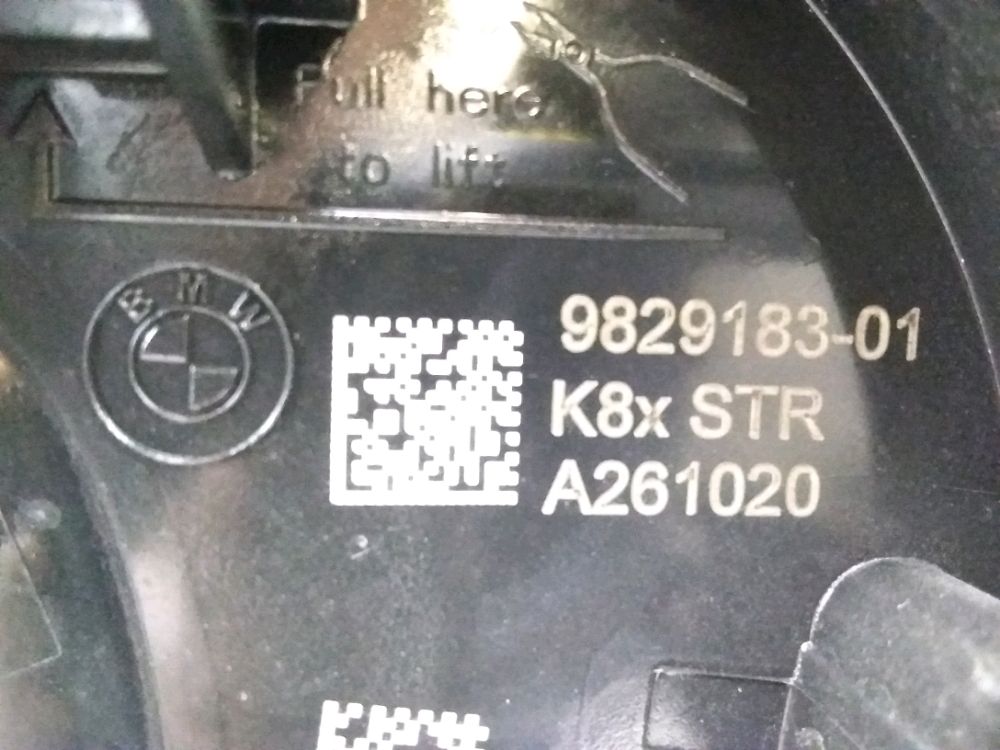 Pull here
to lift
BMW
9829183-01
K8x STR
A261020